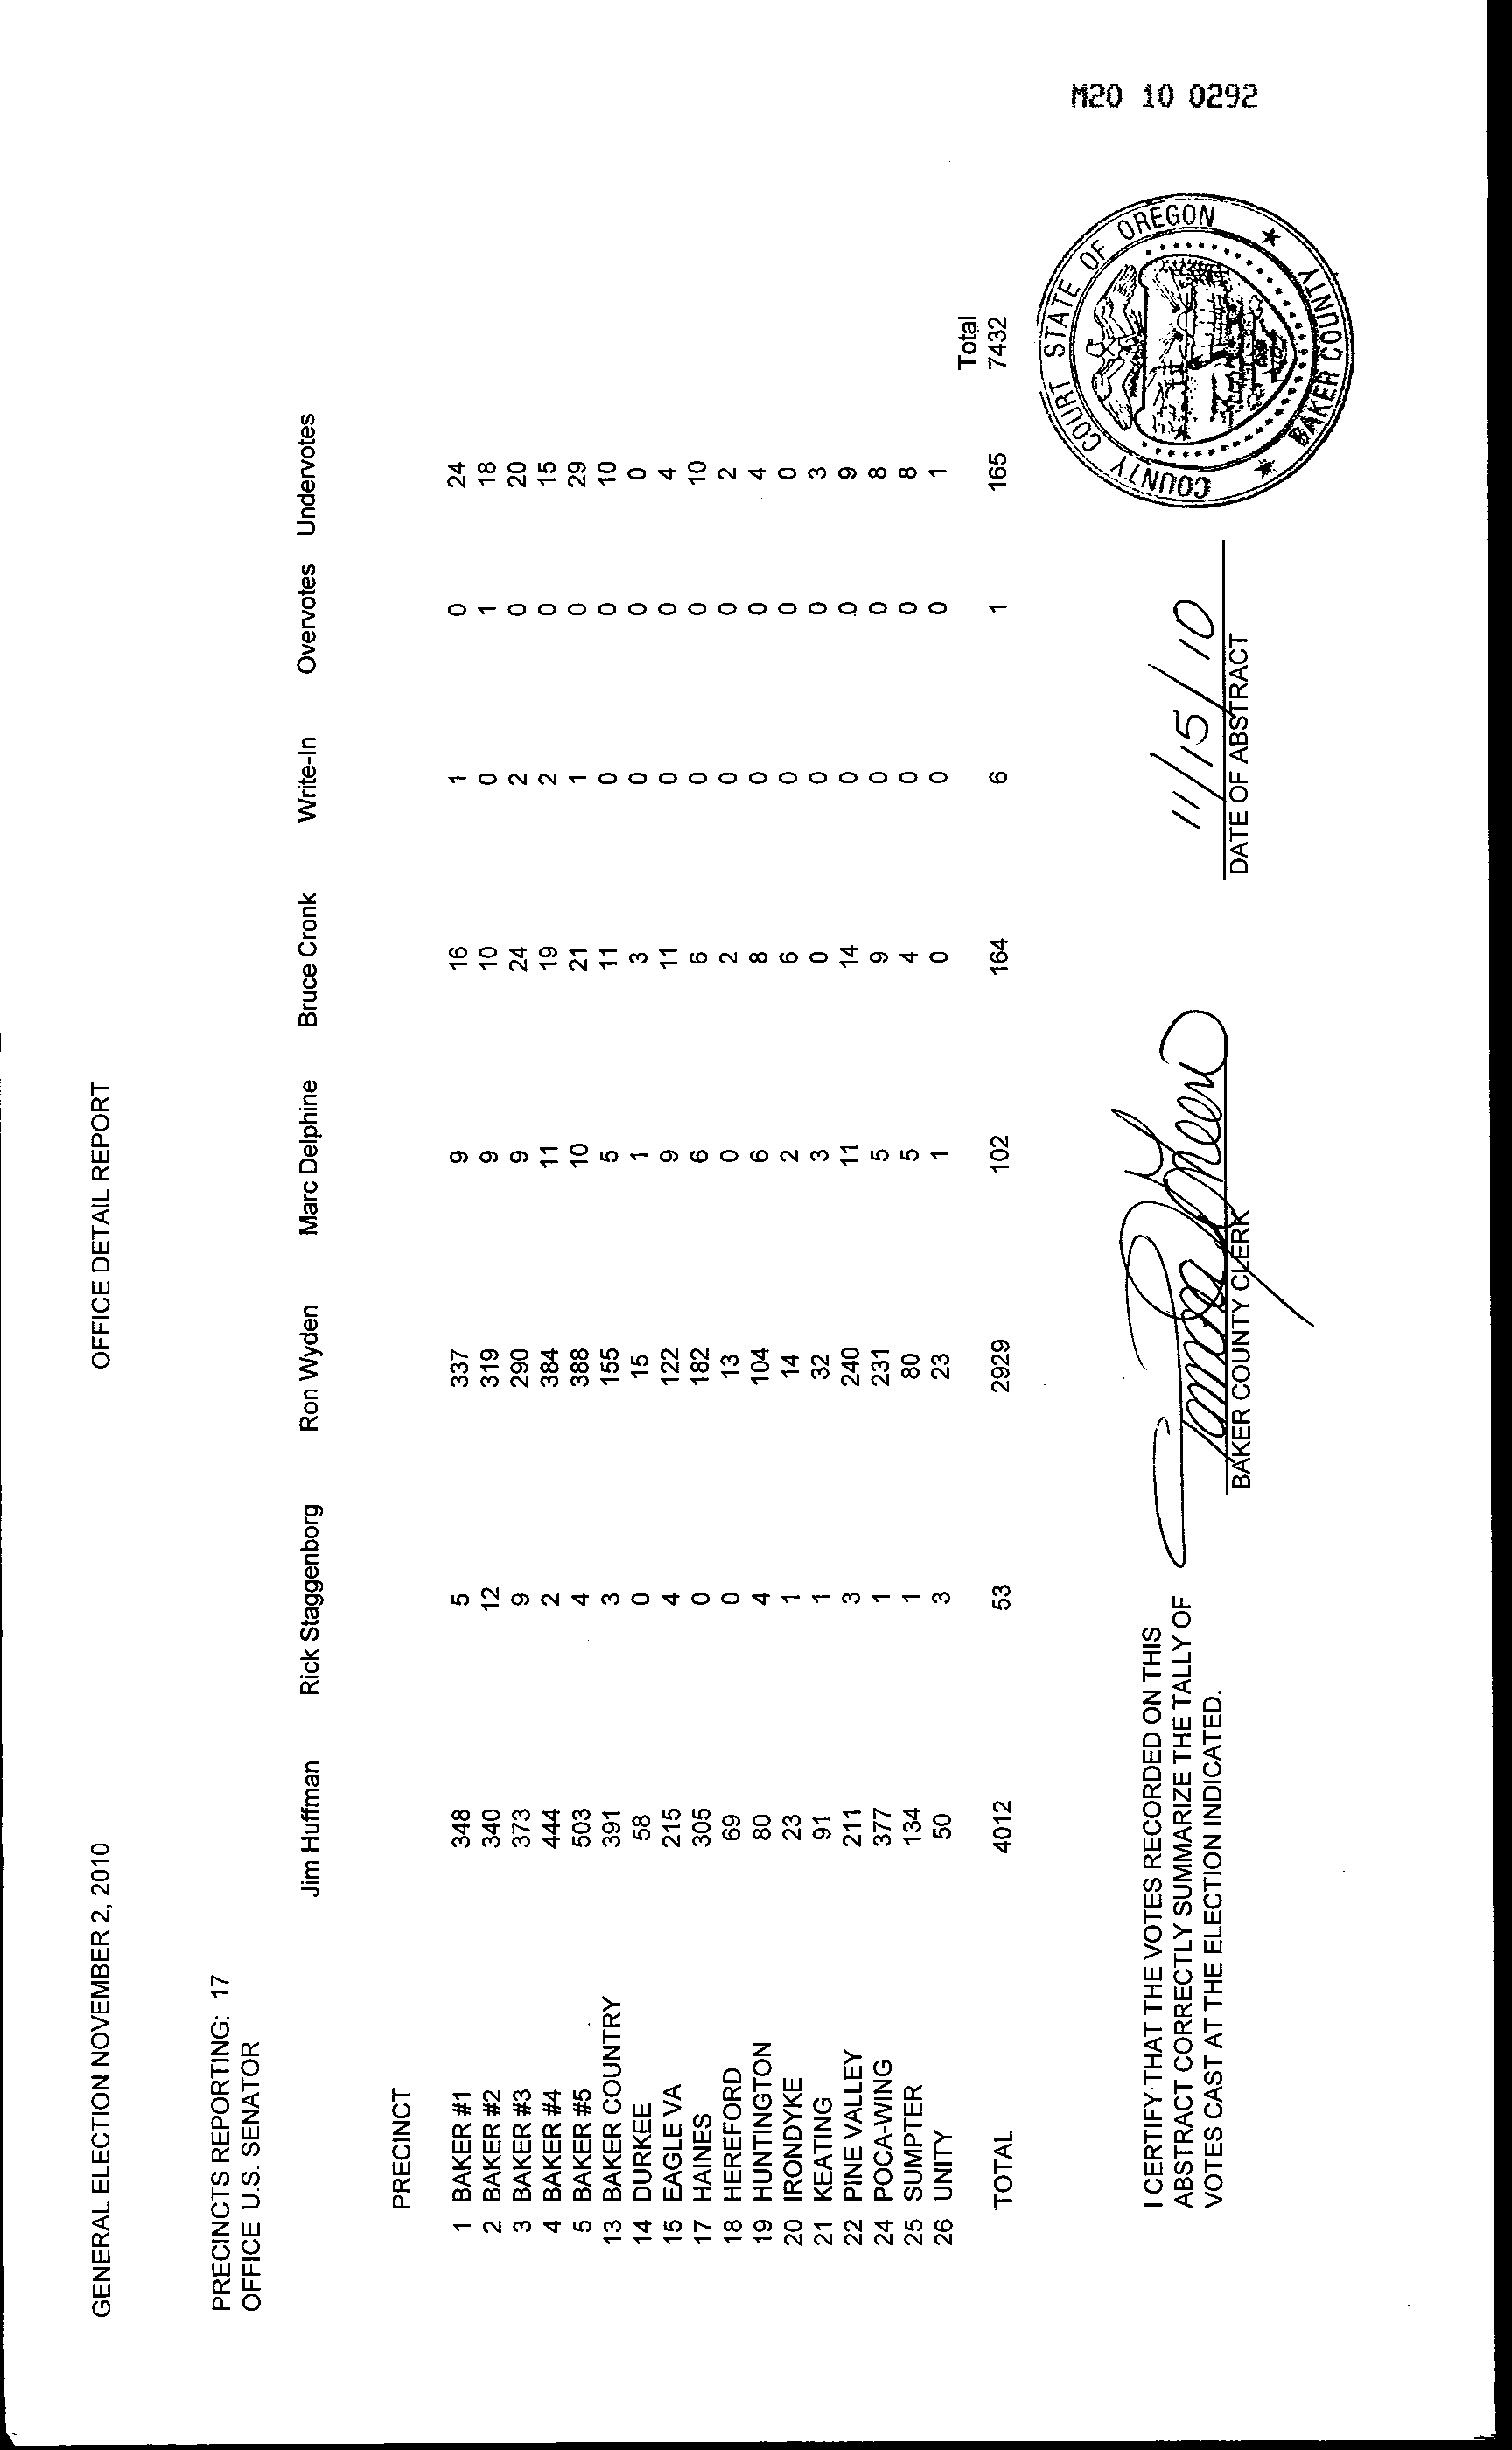 M20 10 0292
GENERAL ELECTION NOVEMBER 2, 2010 OFFICE DETAIL REPORT
PRECINCTS REPORTING: 17
OFFICE U.S. SENATOR
Jim Huffman Rick Staggenborg Ron Wyden Marc Delphine Bruce Cronk Write-In Overvotes Undervotes
PRECINCT
1 BAKER #1 348 5 337 9 16 1 0 24
2 BAKER #2 340 12 319 9 10 0 1 18
3 BAKER #3 373 9 290 9 24 2 0 20
4 BAKER #4 444 2 384 11 19 2 0 15
5 BAKER #5 503 4 388 10 21 1 0 29
13 BAKER COUNTRY 391 3 155 5 11 0 0 10
14 DURKEE 58 0 15 1 3 0 0 0
15 EAGLE VA 215 4 122 9 11 0 0 4
17 HAINES 305 0 182 6 6 0 0 10
18 HEREFORD 69 0 13 0 2 0 0 2
19 HUNTINGTON 80 4 104 6 8 0 0 4
20 IRONDYKE 23 1 14 2 6 0 0 0
21 KEATING 91 1 32 3 0 0 0 3
22 PINE VALLEY 211 3 240 11 14 0 0 9
24 POCA-WING 377 1 231 5 9 0 0 8
25 SUMPTER 134 1 80 5 4 0 0 8
26 UNITY 50 3 23 1 0 0 0 1
Total
TOTAL 4012 53 2929 102 164 6 1 165 7432
I CERTIFY THAT THE VOTES RECORDED ON THIS
ABSTRACT CORRECTLY SUMMARIZE THE TALLY OF
VOTES CAST AT THE ELECTION INDICATED.
BAKER COUNTY CLERK
11/15/10
DATE OF ABSTRACT
COUNTY COURT STATE OF OREGON
★ BAKER COUNTY ★